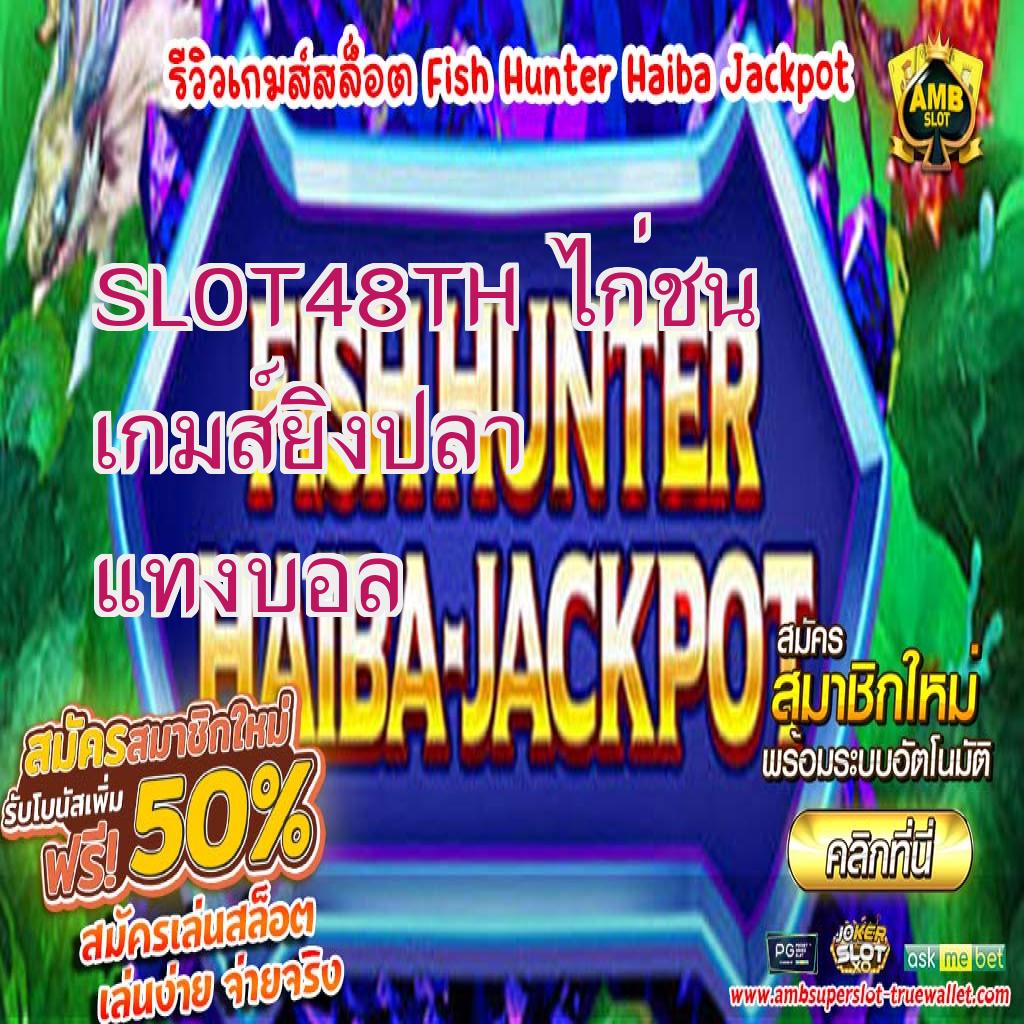 รีวิวเกมส์สล็อต Fish Hunter Haiba Jackpot
AMB
SLOT
SLOT48TH ไก่ชน
FISH HUNTER
เกมส์ยิงปลา
แทงบอล
HAIBA·JACKPOT
สมัคร
สมาชิกใหม่
พร้อมระบบอัตโนมัติ
คลิกที่นี่
สมัครสมาชิกใหม่
รับโบนัสเพิ่ม
ฟรี! 50%
สมัครเล่นสล็อต
เล่นง่าย จ่ายจริง
PG
JOKER
SLOT
XO
ask me bet
www.ambsuperslot-truewallet.com